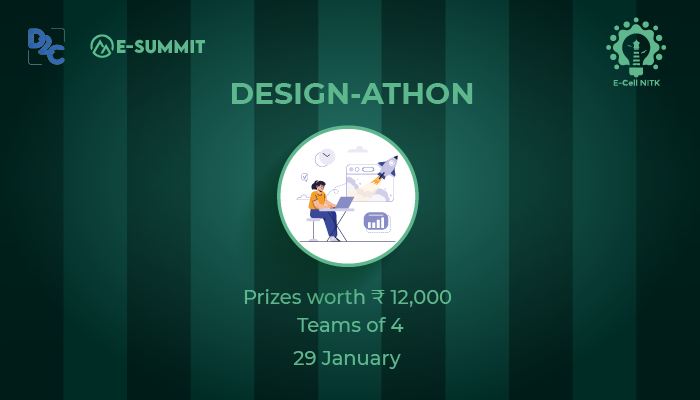 D2C
E-SUMMIT
E-Cell NITK
DESIGN-ATHON
Prizes worth ₹ 12,000
Teams of 4
29 January